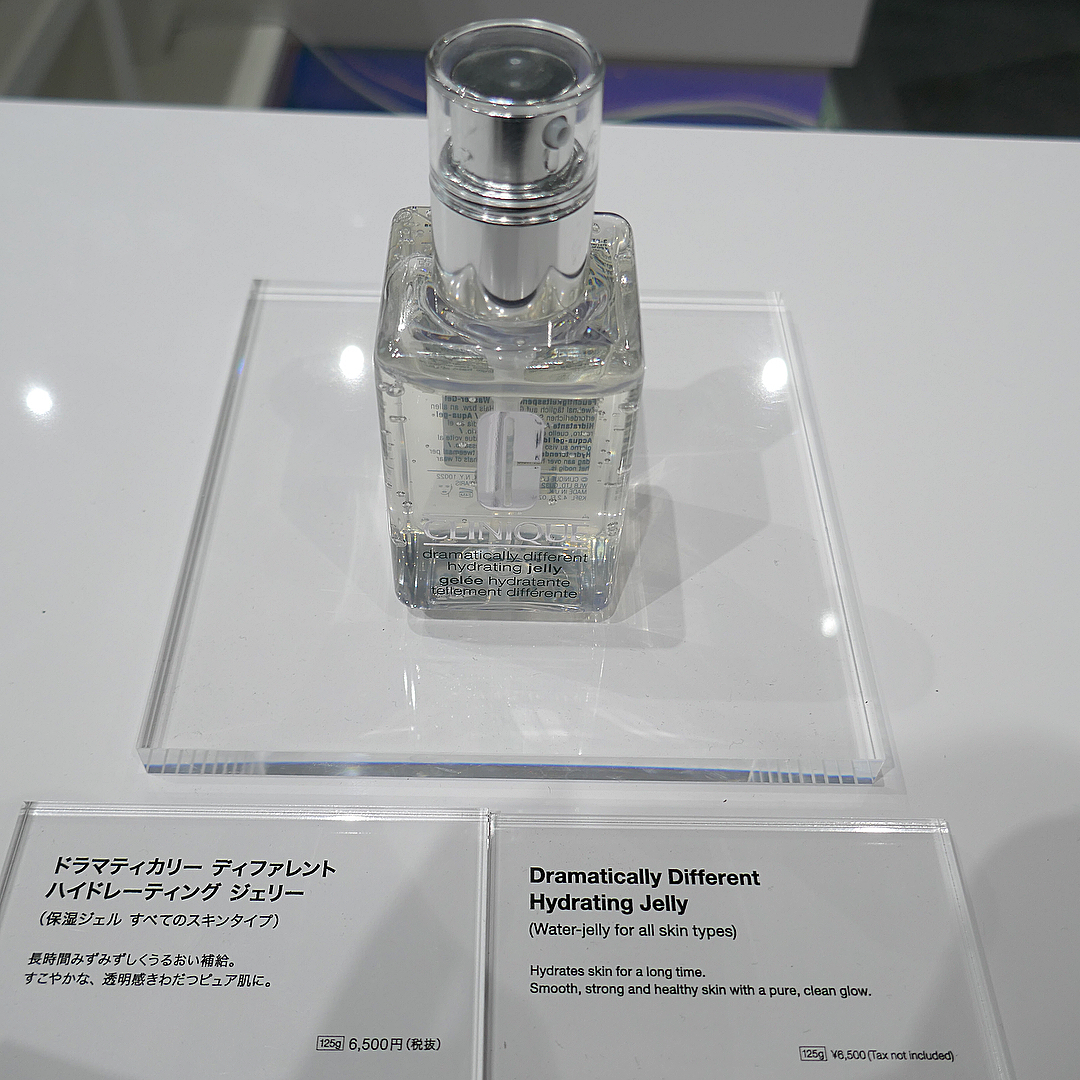 CLINIQUE
dramatically different
hydrating jelly
gelée hydratante
tellement différente
ドラマティカリー ディファレント
ハイドレーティング ジェリー
(保湿ジェル すべてのスキンタイプ)
長時間みずみずしくうるおい補給。
すこやかな、透明感きわだつピュア肌に。
125g 6,500円(税抜)
Dramatically Different
Hydrating Jelly
(Water-jelly for all skin types)
Hydrates skin for a long time.
Smooth, strong and healthy skin with a pure, clean glow.
125g ¥6,500(Tax not included)